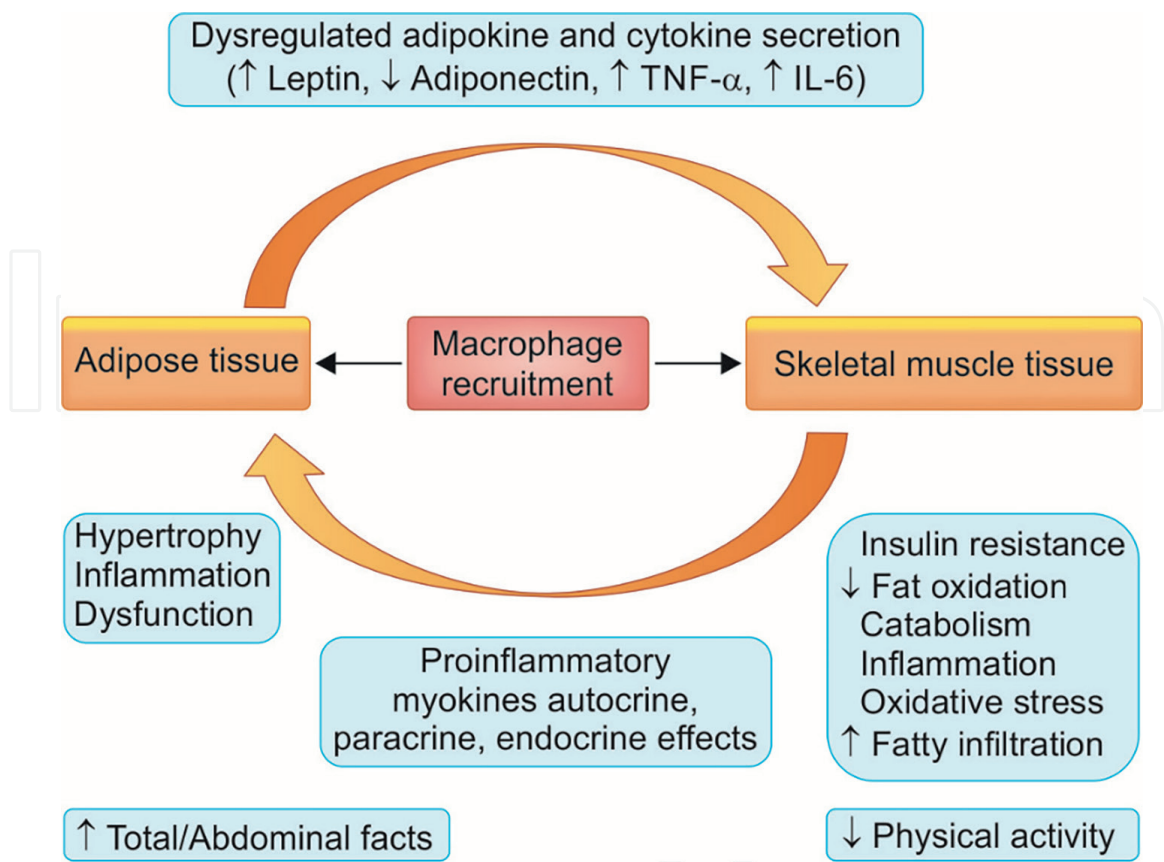 Dysregulated adipokine and cytokine secretion
(↑ Leptin, ↓ Adiponectin, ↑ TNF-α, ↑ IL-6)
Adipose tissue
Macrophage
recruitment
Skeletal muscle tissue
Hypertrophy
Inflammation
Dysfunction
Proinflammatory
myokines autocrine,
paracrine, endocrine effects
Insulin resistance
↓ Fat oxidation
Catabolism
Inflammation
Oxidative stress
↑ Fatty infiltration
↑ Total/Abdominal facts
↓ Physical activity